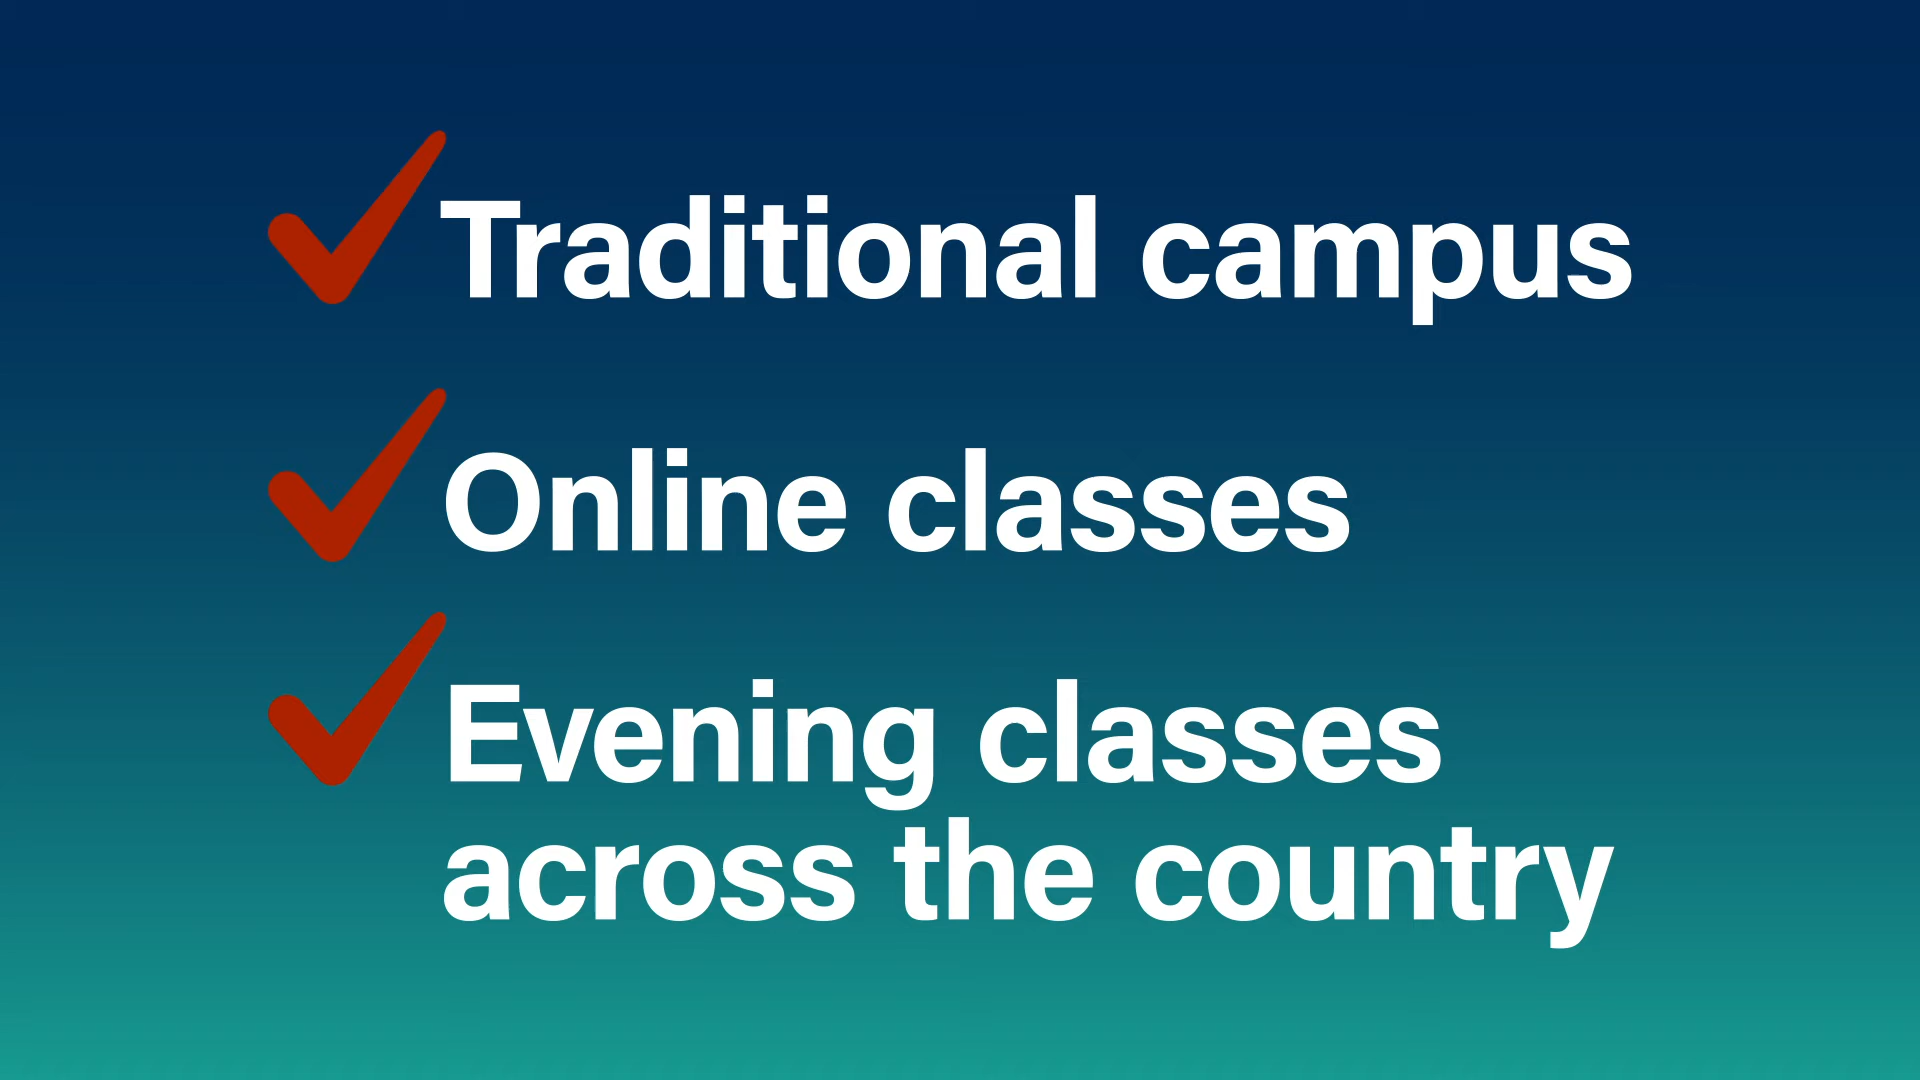 Traditional campus
Online classes
Evening classes
across the country